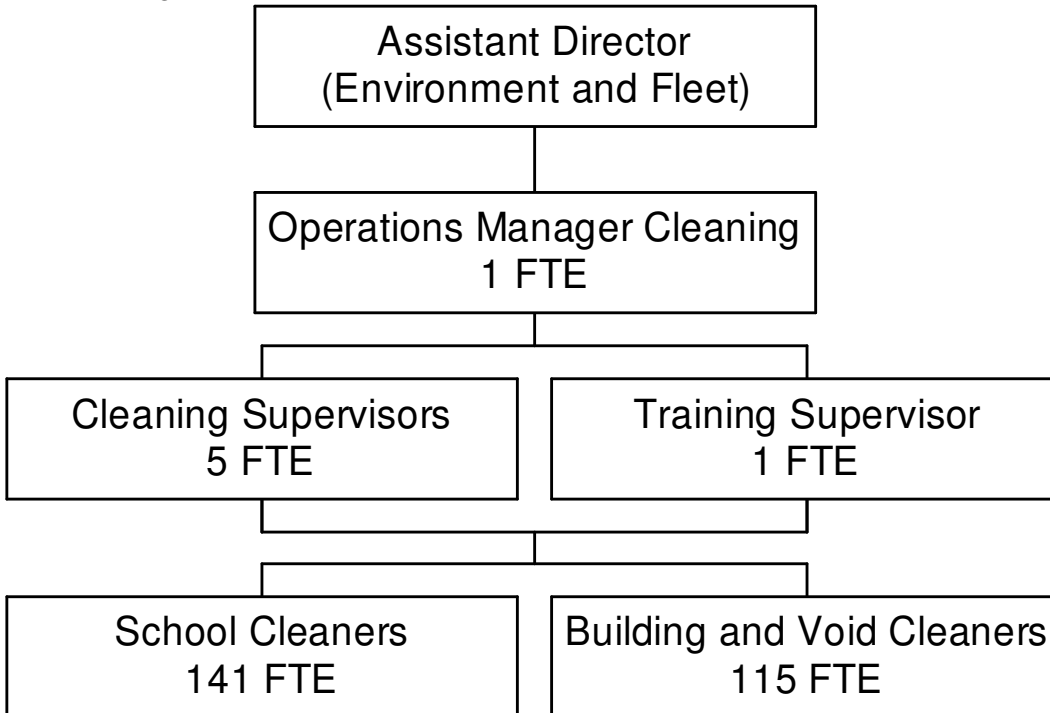 Assistant Director
(Environment and Fleet)
Operations Manager Cleaning
1 FTE
Cleaning Supervisors
5 FTE
Training Supervisor
1 FTE
School Cleaners
141 FTE
Building and Void Cleaners
115 FTE